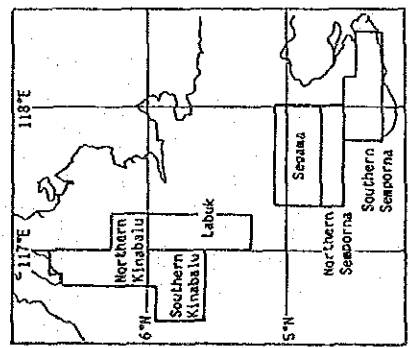 117°E
118°E
6°N
5°N
Northern
Kinabalu
Southern
Kinabalu
Labuk
Segama
Northern
Semporna
Southern
Semporna